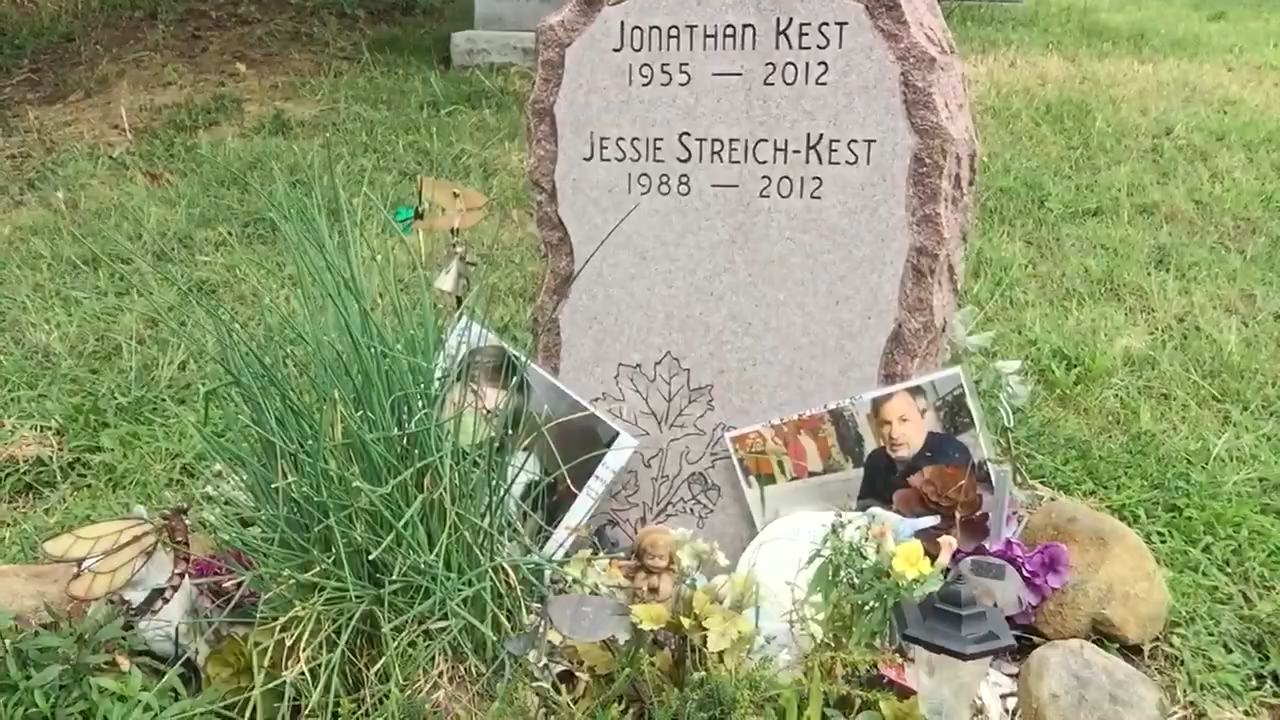 JONATHAN KEST
1955 — 2012
JESSIE STREICH-KEST
1988 — 2012